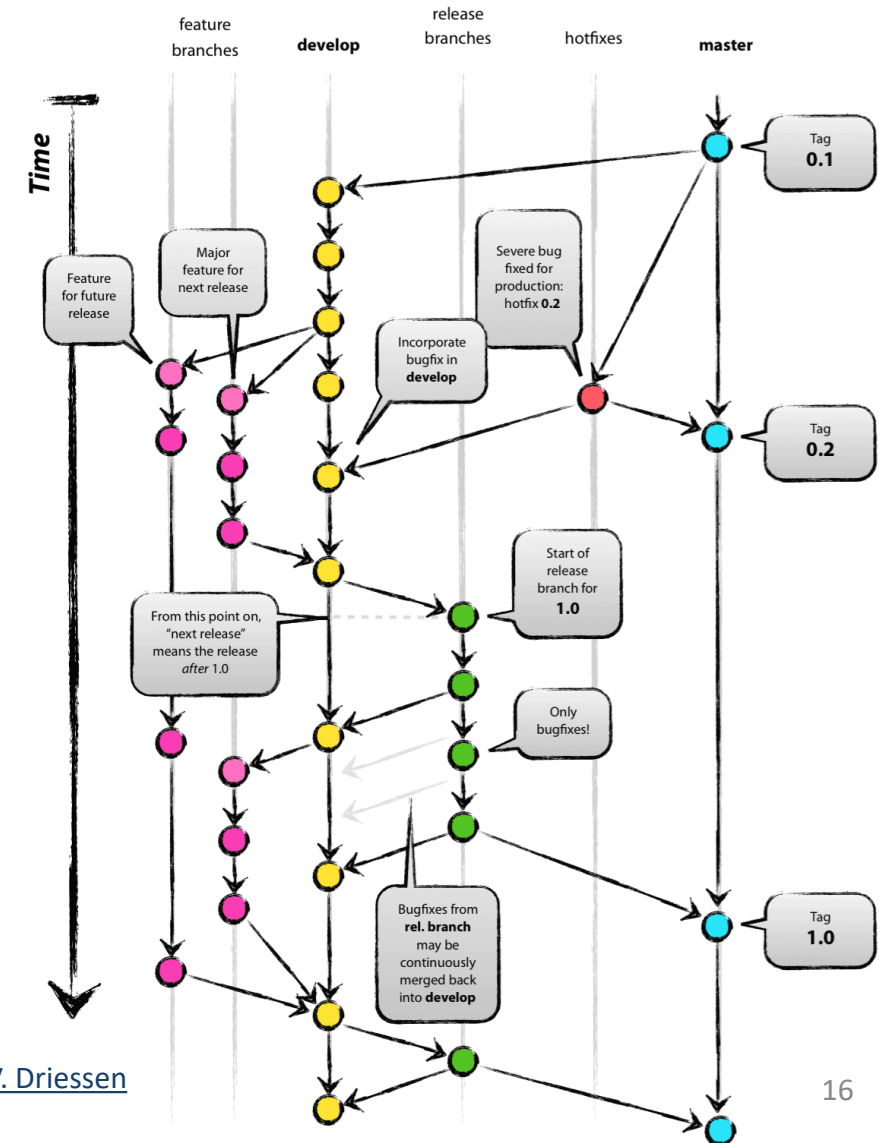 feature
branches
develop
release
branches
hotfixes
master
Time
Tag
0.1
Feature
for future
release
Major
feature for
next release
Severe bug
fixed for
production:
hotfix 0.2
Incorporate
bugfix in
develop
Tag
0.2
Start of
release
branch for
1.0
From this point on,
“next release”
means the release
after 1.0
Only
bugfixes!
Bugfixes from
rel. branch
may be
continuously
merged back
into develop
Tag
1.0
. Driessen
16